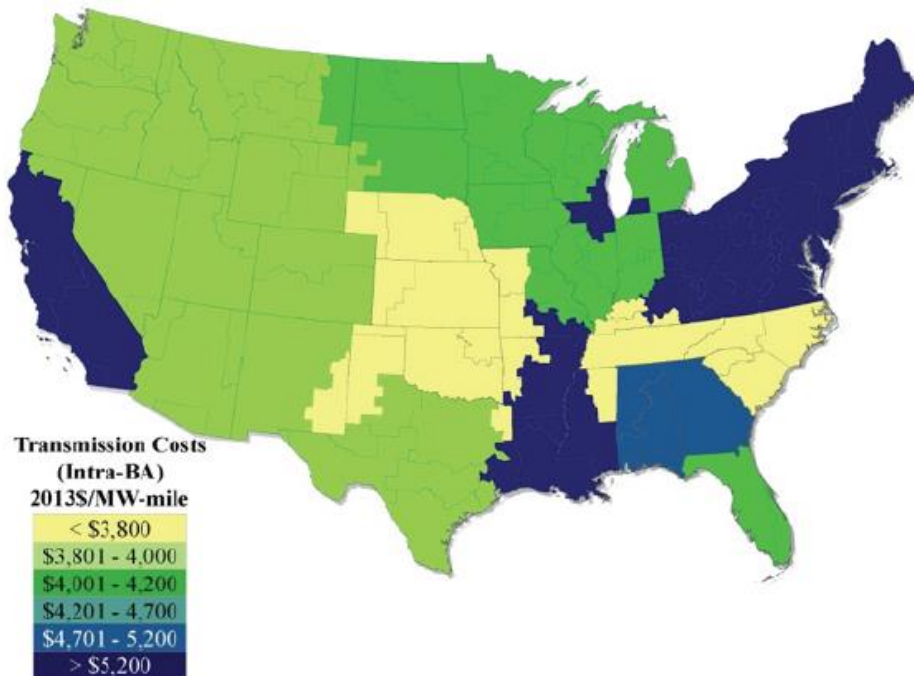 Transmission Costs
(Intra-BA)
2013$/MW-mile
< $3,800
$3,801 - 4,000
$4,001 - 4,200
$4,201 - 4,700
$4,701 - 5,200
> $5,200